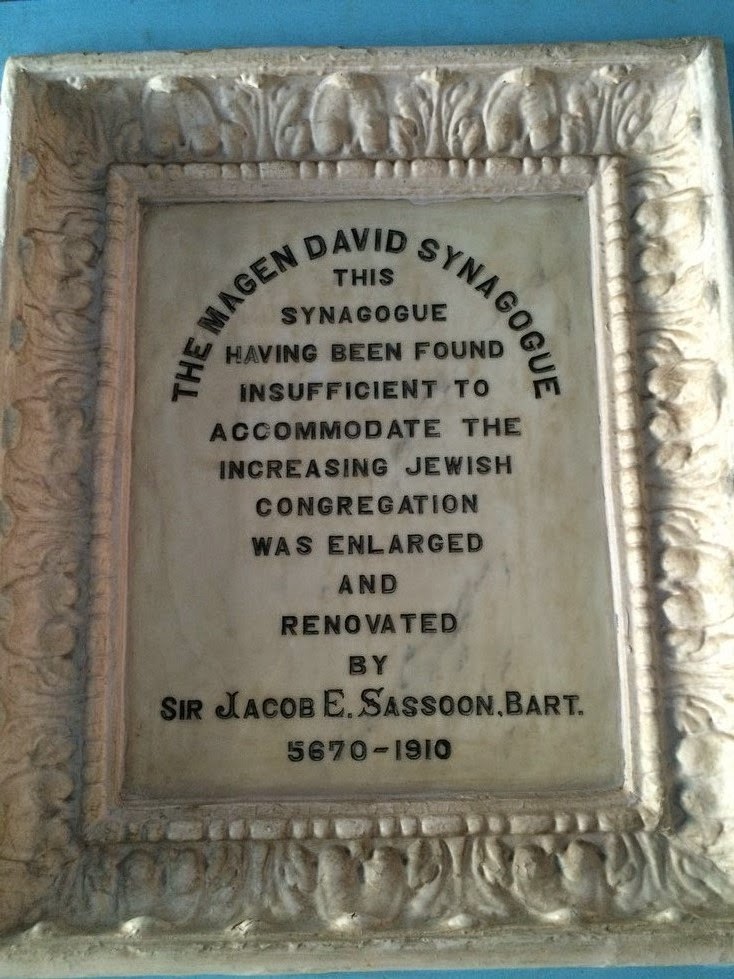 THE MAGEN DAVID SYNAGOGUE
THIS
SYNAGOGUE
HAVING BEEN FOUND
INSUFFICIENT TO
ACCOMMODATE THE
INCREASING JEWISH
CONGREGATION
WAS ENLARGED
AND
RENOVATED
BY
SIR JACOB E. SASSOON, BART.
5670-1910